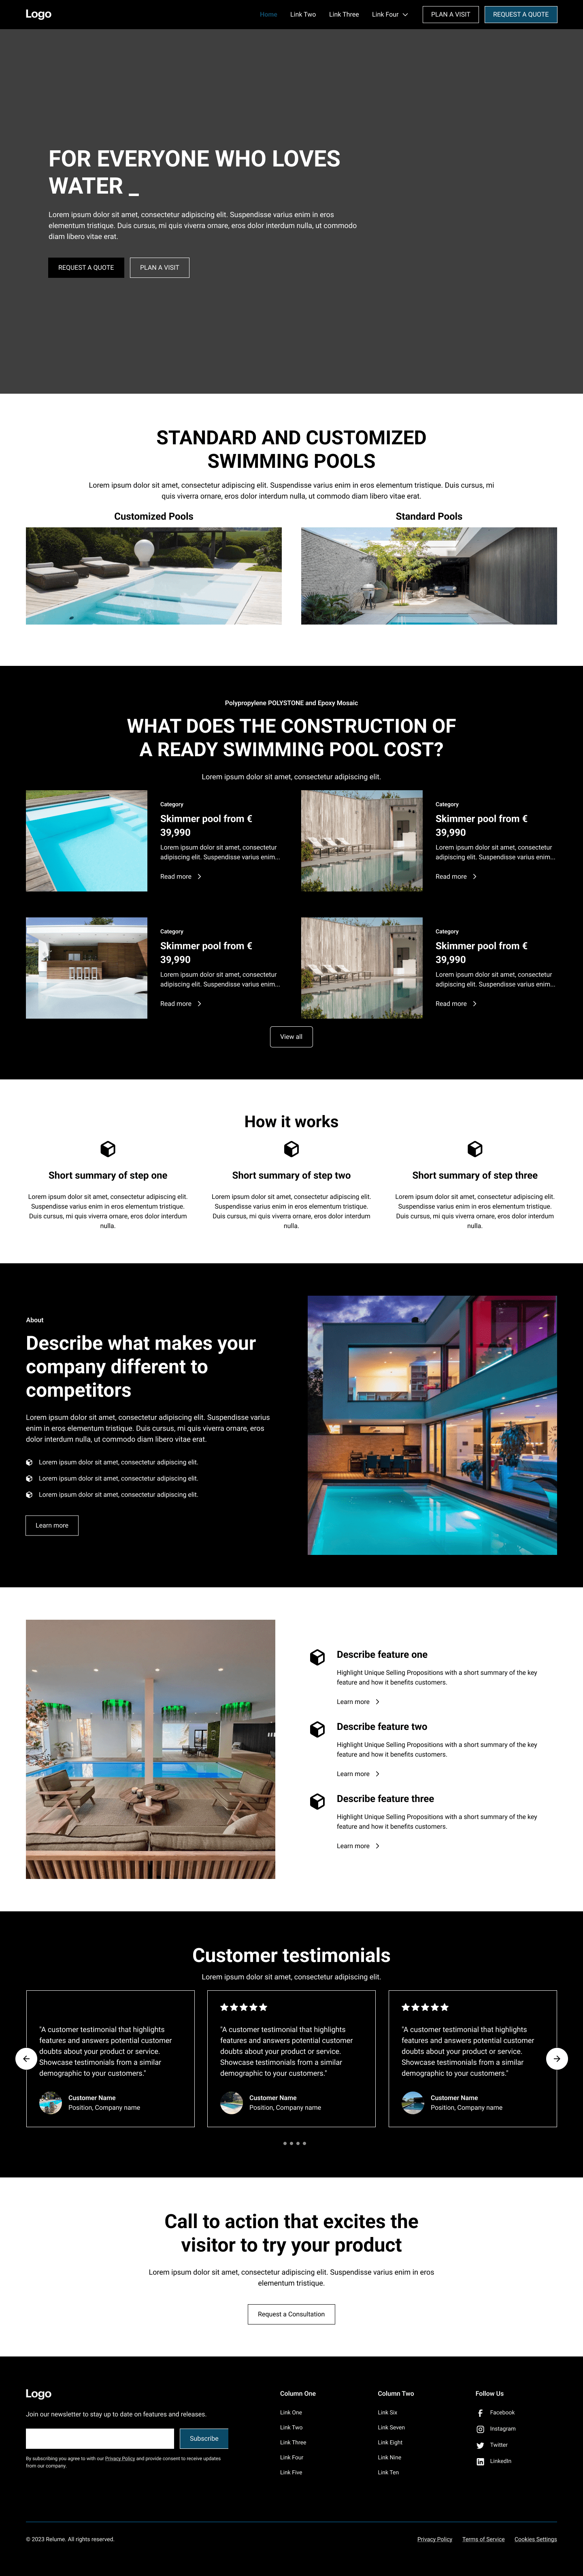 Logo
Home
Link Two
Link Three
Link Four
PLAN A VISIT
REQUEST A QUOTE
FOR EVERYONE WHO LOVES
WATER _
Lorem ipsum dolor sit amet, consectetur adipiscing elit. Suspendisse varius enim in eros
elementum tristique. Duis cursus, mi quis viverra ornare, eros dolor interdum nulla, ut commodo
diam libero vitae erat.
REQUEST A QUOTE
PLAN A VISIT
STANDARD AND CUSTOMIZED
SWIMMING POOLS
Lorem ipsum dolor sit amet, consectetur adipiscing elit. Suspendisse varius enim in eros elementum tristique. Duis cursus, mi
quis viverra ornare, eros dolor interdum nulla, ut commodo diam libero vitae erat.
Customized Pools
Standard Pools
Polypropylene POLYSTONE and Epoxy Mosaic
WHAT DOES THE CONSTRUCTION OF
A READY SWIMMING POOL COST?
Lorem ipsum dolor sit amet, consectetur adipiscing elit.
Category
Skimmer pool from €
39,990
Lorem ipsum dolor sit amet, consectetur
adipiscing elit. Suspendisse varius enim...
Read more
Category
Skimmer pool from €
39,990
Lorem ipsum dolor sit amet, consectetur
adipiscing elit. Suspendisse varius enim...
Read more
Category
Skimmer pool from €
39,990
Lorem ipsum dolor sit amet, consectetur
adipiscing elit. Suspendisse varius enim...
Read more
Category
Skimmer pool from €
39,990
Lorem ipsum dolor sit amet, consectetur
adipiscing elit. Suspendisse varius enim...
Read more
View all
How it works
Short summary of step one
Lorem ipsum dolor sit amet, consectetur adipiscing elit.
Suspendisse varius enim in eros elementum tristique.
Duis cursus, mi quis viverra ornare, eros dolor interdum
nulla.
Short summary of step two
Lorem ipsum dolor sit amet, consectetur adipiscing elit.
Suspendisse varius enim in eros elementum tristique.
Duis cursus, mi quis viverra ornare, eros dolor interdum
nulla.
Short summary of step three
Lorem ipsum dolor sit amet, consectetur adipiscing elit.
Suspendisse varius enim in eros elementum tristique.
Duis cursus, mi quis viverra ornare, eros dolor interdum
nulla.
About
Describe what makes your
company different to
competitors
Lorem ipsum dolor sit amet, consectetur adipiscing elit. Suspendisse varius
enim in eros elementum tristique. Duis cursus, mi quis viverra ornare, eros
dolor interdum nulla, ut commodo diam libero vitae erat.
Lorem ipsum dolor sit amet, consectetur adipiscing elit.
Lorem ipsum dolor sit amet, consectetur adipiscing elit.
Lorem ipsum dolor sit amet, consectetur adipiscing elit.
Learn more
Describe feature one
Highlight Unique Selling Propositions with a short summary of the key
feature and how it benefits customers.
Learn more
Describe feature two
Highlight Unique Selling Propositions with a short summary of the key
feature and how it benefits customers.
Learn more
Describe feature three
Highlight Unique Selling Propositions with a short summary of the key
feature and how it benefits customers.
Learn more
Customer testimonials
Lorem ipsum dolor sit amet, consectetur adipiscing elit.
"A customer testimonial that highlights
features and answers potential customer
doubts about your product or service.
Showcase testimonials from a similar
demographic to your customers."
Customer Name
Position, Company name
"A customer testimonial that highlights
features and answers potential customer
doubts about your product or service.
Showcase testimonials from a similar
demographic to your customers."
Customer Name
Position, Company name
"A customer testimonial that highlights
features and answers potential customer
doubts about your product or service.
Showcase testimonials from a similar
demographic to your customers."
Customer Name
Position, Company name
Call to action that excites the
visitor to try your product
Lorem ipsum dolor sit amet, consectetur adipiscing elit. Suspendisse varius enim in eros
elementum tristique.
Request a Consultation
Logo
Join our newsletter to stay up to date on features and releases.
Subscribe
By subscribing you agree to with our Privacy Policy and provide consent to receive updates
from our company.
Column One
Link One
Link Two
Link Three
Link Four
Link Five
Column Two
Link Six
Link Seven
Link Eight
Link Nine
Link Ten
Follow Us
Facebook
Instagram
Twitter
LinkedIn
© 2023 Relume. All rights reserved.
Privacy Policy
Terms of Service
Cookies Settings